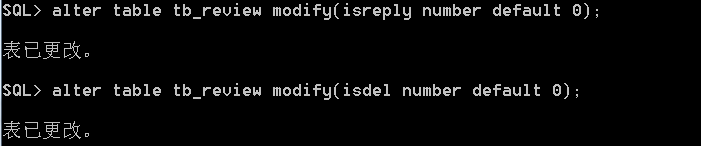 SQL> alter table tb_review modify(isreply number default 0);
表已更改。
SQL> alter table tb_review modify(isdel number default 0);
表已更改。